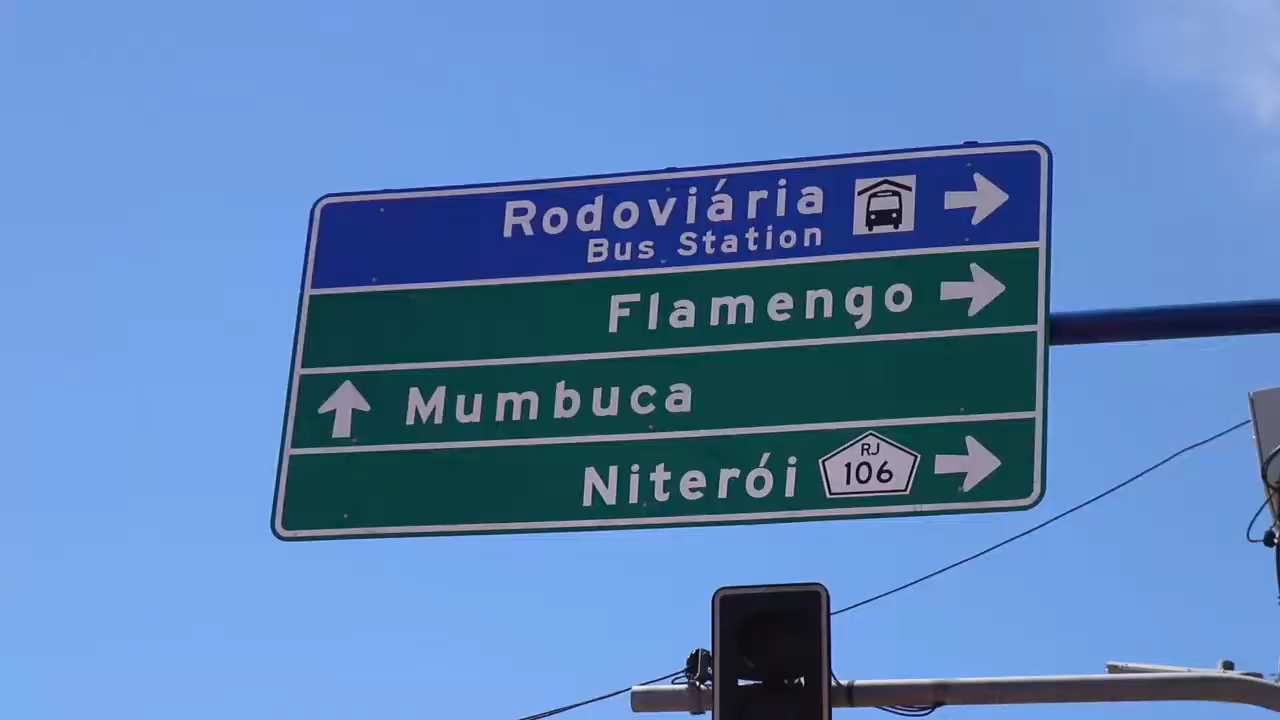 Rodoviária
Bus Station
Flamengo
Mumbuca
Niterói RJ 106